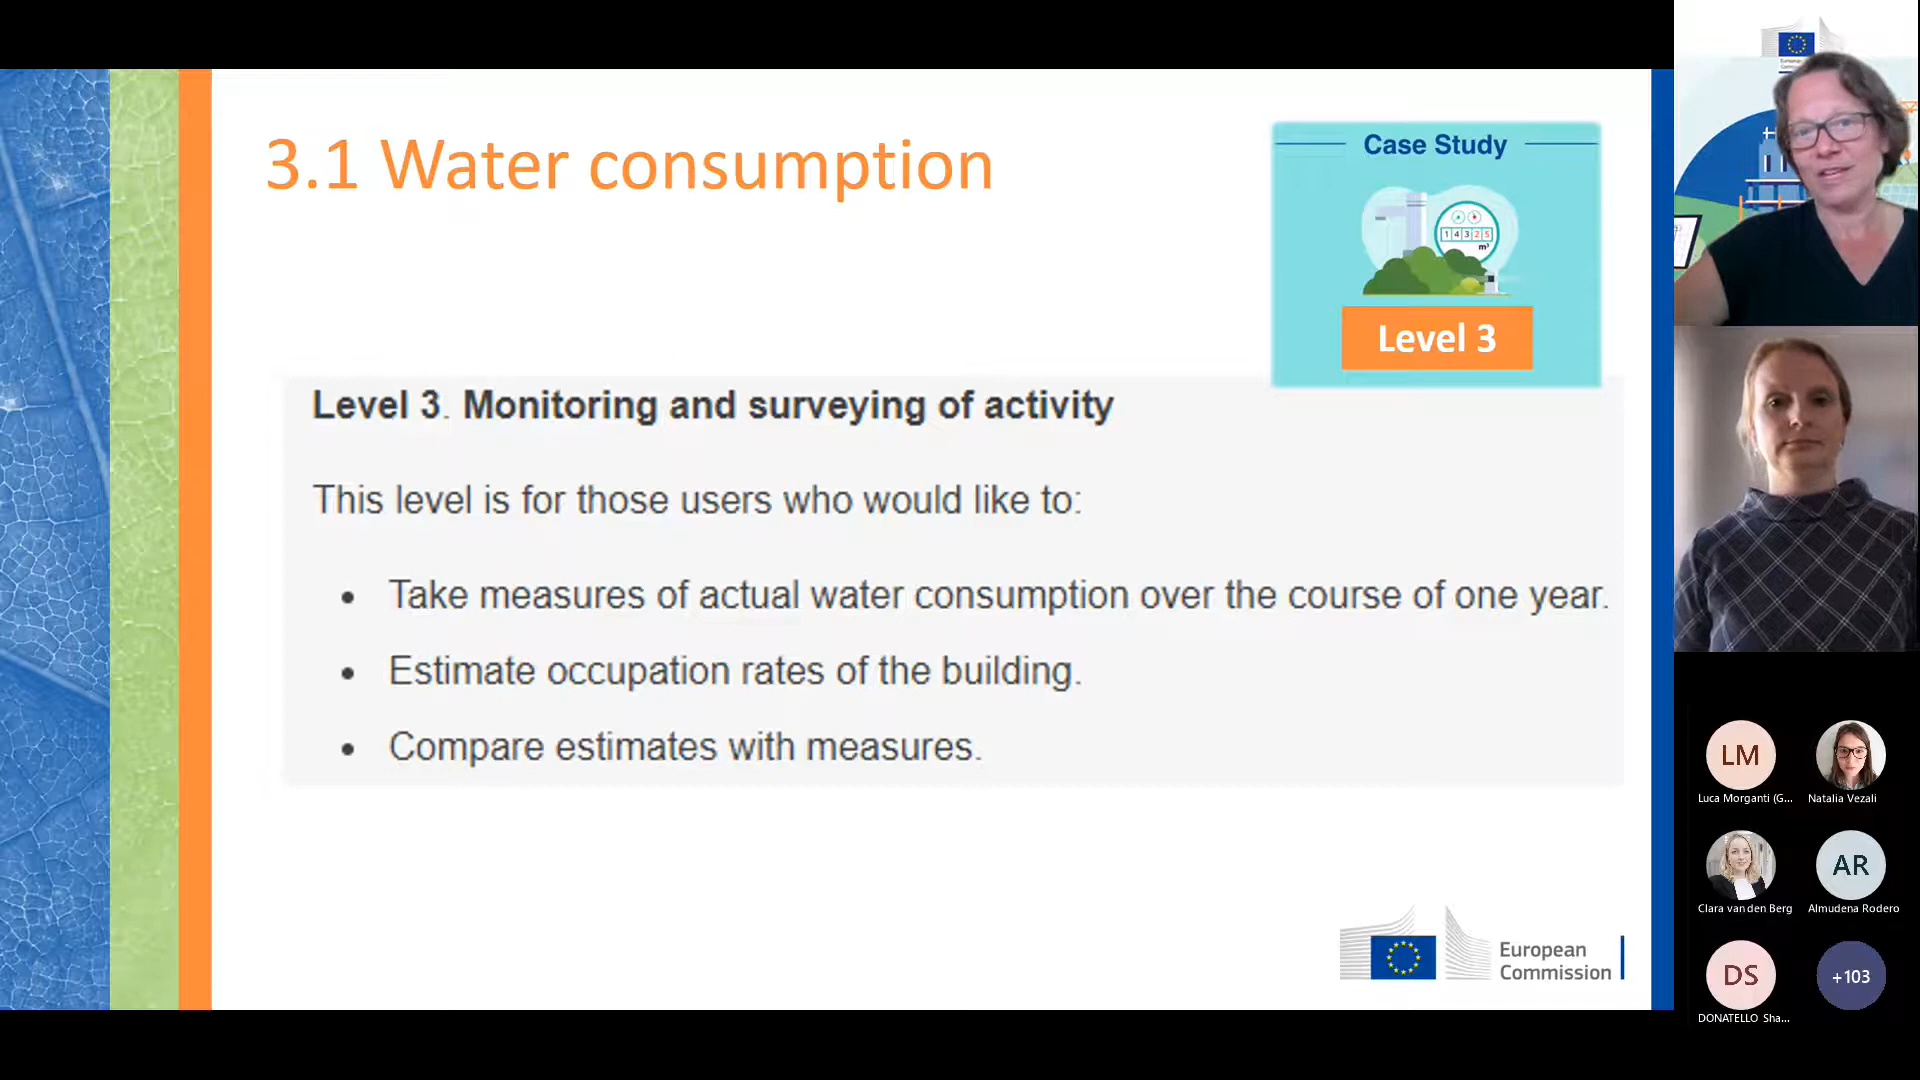 3.1 Water consumption
Case Study
14325
m³
Level 3
Level 3. Monitoring and surveying of activity
This level is for those users who would like to:
• Take measures of actual water consumption over the course of one year.
• Estimate occupation rates of the building.
• Compare estimates with measures.
European
Commission
LM
Luca Morganti (G...
Natalia Vezali
Clara van den Berg
AR
Almudena Rodero
DS
DONATELLO Sha...
+103